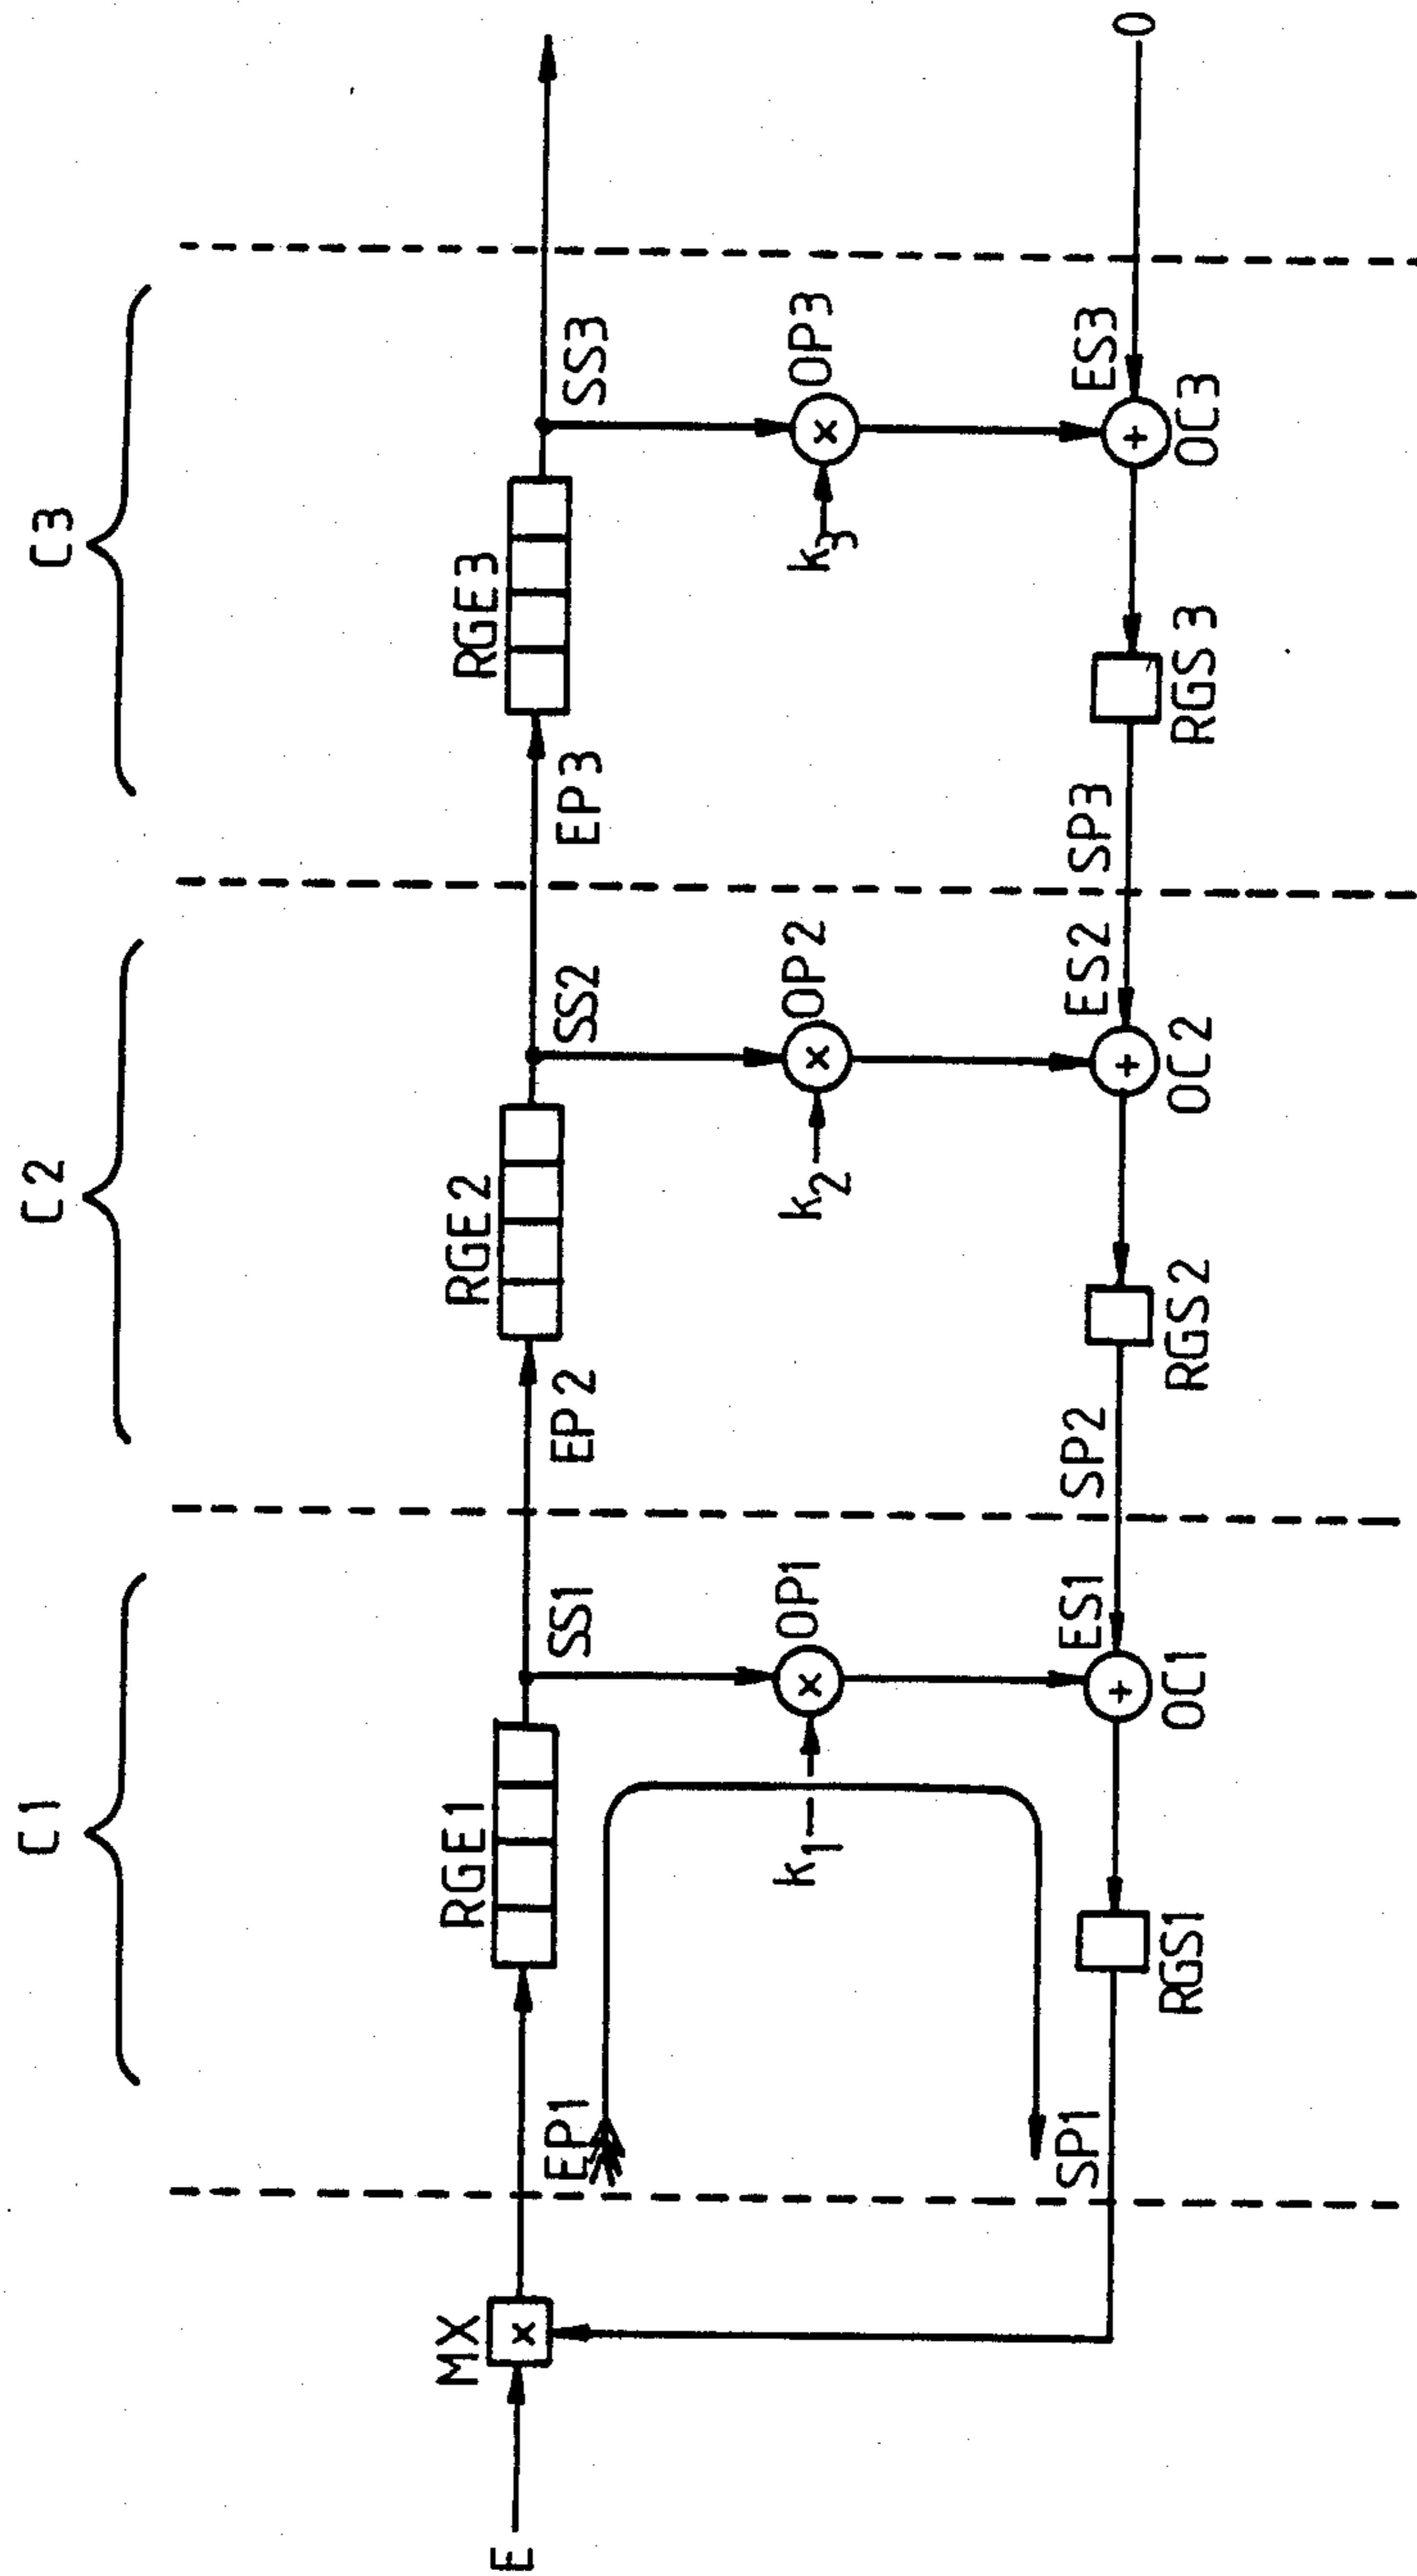 C1
C2
C3
MX
RGE1
RGE2
RGE3
E
x
EP1
SS1
EP2
SS2
EP3
SS3
k1
x
OP1
k2
x
OP2
k3
x
OP3
SP1
ES1
SP2
ES2
SP3
ES3
0
+
+
+
RGS1
OC1
RGS2
OC2
RGS3
OC3